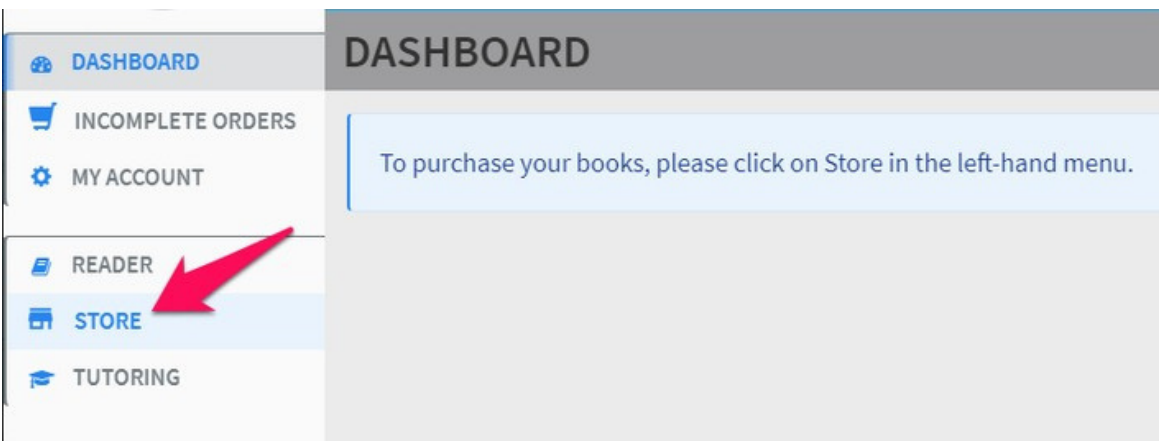 DASHBOARD
INCOMPLETE ORDERS
MY ACCOUNT
READER
STORE
TUTORING
DASHBOARD
To purchase your books, please click on Store in the left-hand menu.